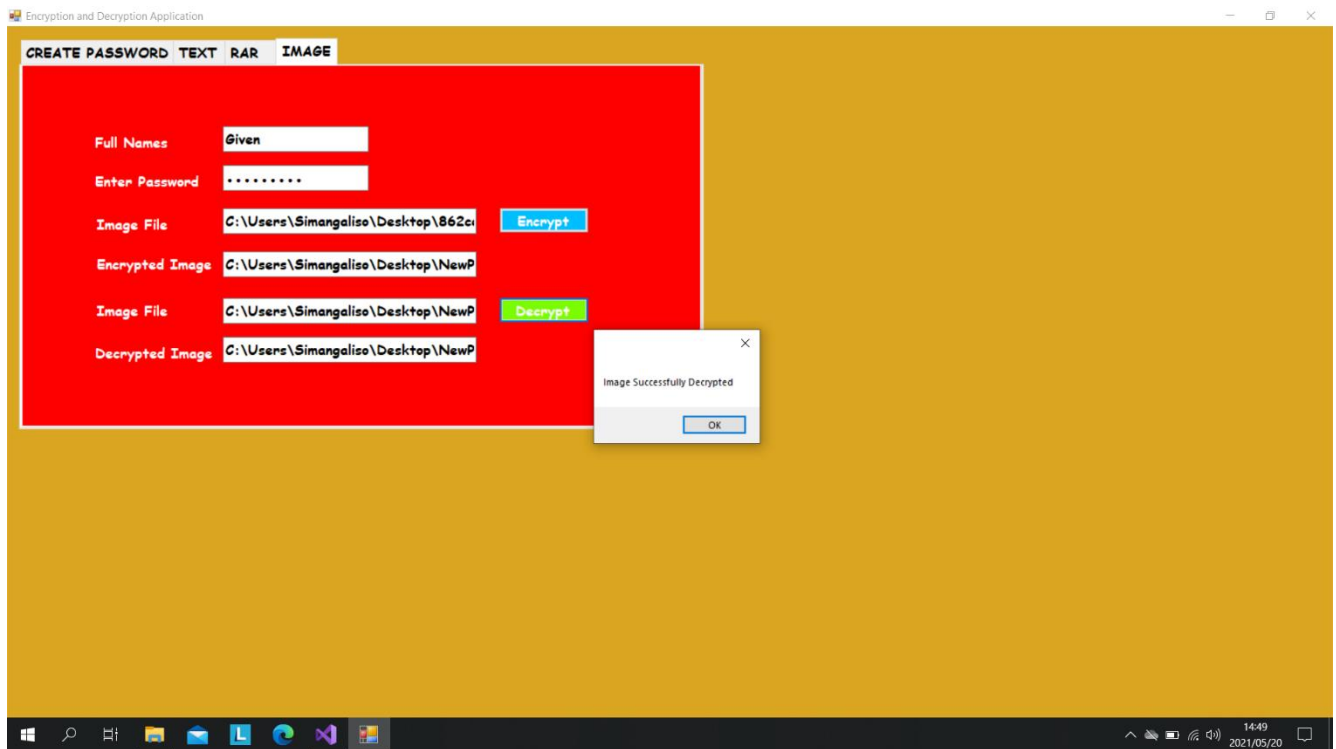 Encryption and Decryption Application
CREATE PASSWORD TEXT RAR IMAGE
Full Names Given
Enter Password •••••••••
Image File C:\Users\Simangaliso\Desktop\862c Encrypt
Encrypted Image C:\Users\Simangaliso\Desktop\NewP
Image File C:\Users\Simangaliso\Desktop\NewP Decrypt
Decrypted Image C:\Users\Simangaliso\Desktop\NewP
Image Successfully Decrypted
OK
L
14:49
2021/05/20